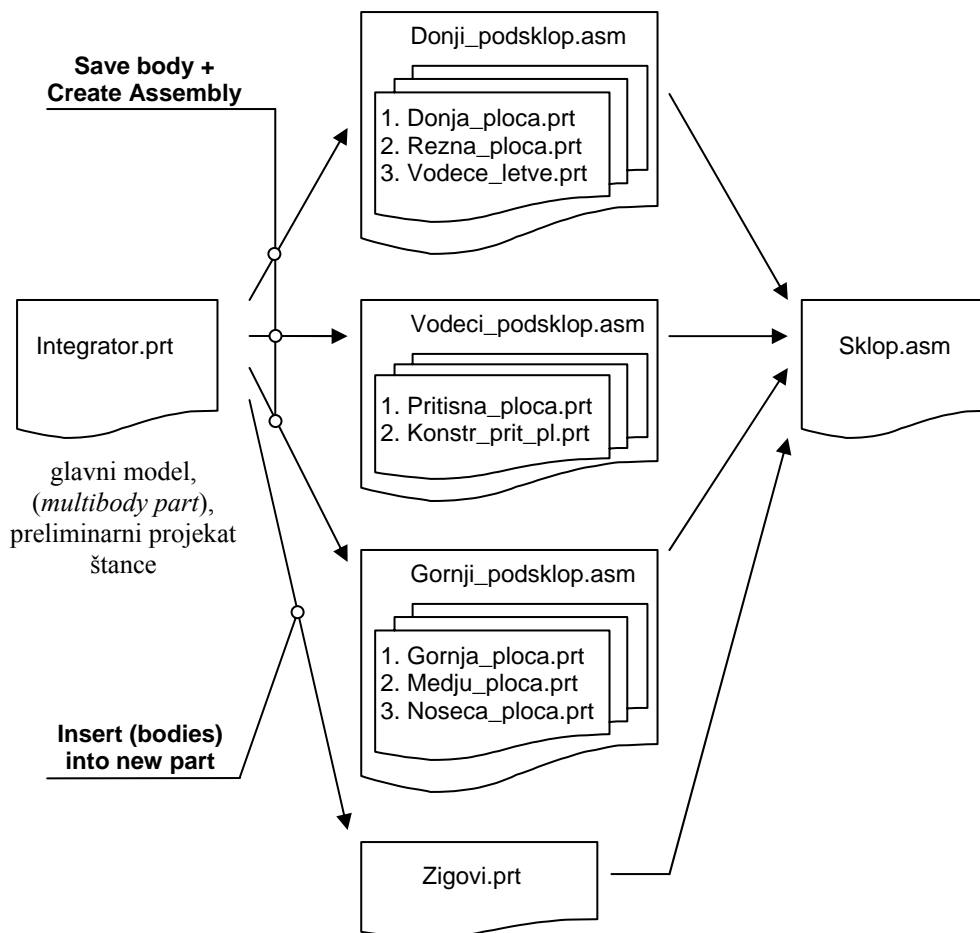 Save body +
Create Assembly
Donji_podsklop.asm
1. Donja_ploca.prt
2. Rezna_ploca.prt
3. Vodece_letve.prt
Integrator.prt
glavni model,
(multibody part),
preliminarni projekat
štance
Vodeci_podsklop.asm
1. Pritisna_ploca.prt
2. Konstr_prit_pl.prt
Sklop.asm
Gornji_podsklop.asm
1. Gornja_ploca.prt
2. Medju_ploca.prt
3. Noseca_ploca.prt
Insert (bodies)
into new part
Zigovi.prt